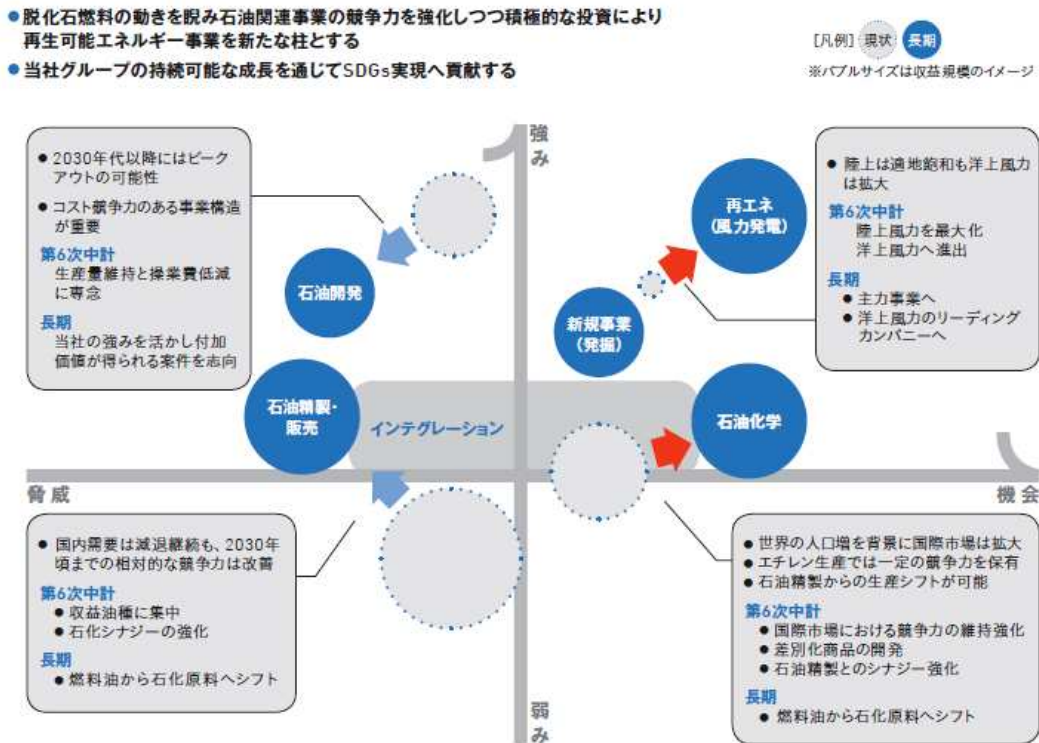 ● 脱化石燃料の動きを睨み石油関連事業の競争力を強化しつつ積極的な投資により
再生可能エネルギー事業を新たな柱とする
● 当社グループの持続可能な成長を通じてSDGs実現へ貢献する
[凡例] 現状 長期
※バブルサイズは収益規模のイメージ
強み
● 2030年代以降にはピーク
アウトの可能性
● コスト競争力のある事業構造
が重要
第6次中計
生産量維持と操業費低減
に専念
長期
当社の強みを活かし付加
価値が得られる案件を志向
石油開発
再エネ
(風力発電)
新規事業
(発掘)
● 陸上は適地飽和も洋上風力
は拡大
第6次中計
陸上風力を最大化
洋上風力へ進出
長期
● 主力事業へ
● 洋上風力のリーディング
カンパニーへ
石油精製・
販売
インテグレーション
石油化学
脅威
機会
● 国内需要は減退継続も、2030年
頃までの相対的な競争力は改善
第6次中計
● 収益油種に集中
● 石化シナジーの強化
長期
● 燃料油から石化原料へシフト
● 世界の人口増を背景に国際市場は拡大
● エチレン生産では一定の競争力を保有
● 石油精製からの生産シフトが可能
第6次中計
● 国際市場における競争力の維持強化
● 差別化商品の開発
● 石油精製とのシナジー強化
長期
● 燃料油から石化原料へシフト
弱み